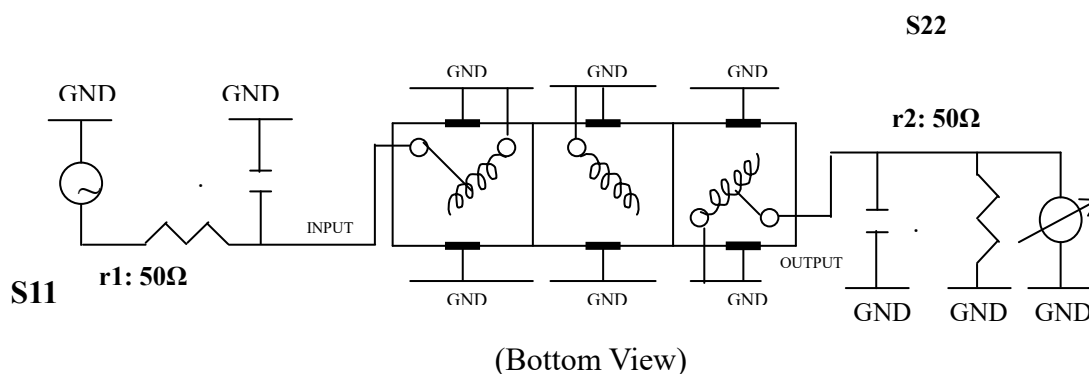 S22
GND
GND
GND
GND
GND
r2: 50Ω
INPUT
r1: 50Ω
S11
OUTPUT
GND
GND
GND
GND
GND
GND
(Bottom View)